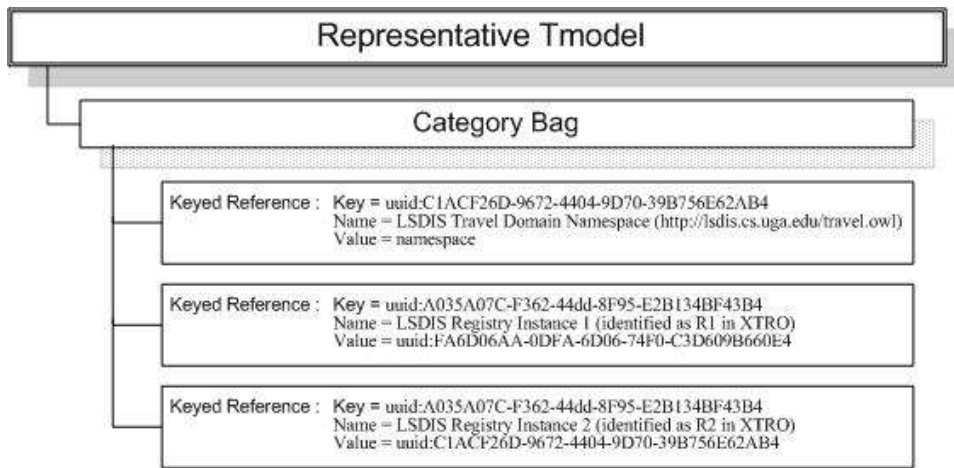 Representative Tmodel
Category Bag
Keyed Reference : Key = uuid:C1ACF26D-9672-4404-9D70-39B756E62AB4
Name = LSDIS Travel Domain Namespace (http://lsdis.cs.uga.edu/travel.owl)
Value = namespace
Keyed Reference : Key = uuid:A035A07C-F362-44dd-8F95-E2B134BF43B4
Name = LSDIS Registry Instance 1 (identified as R1 in XTRO)
Value = uuid:FA6D06AA-0DFA-6D06-74F0-C3D609B660E4
Keyed Reference : Key = uuid:A035A07C-F362-44dd-8F95-E2B134BF43B4
Name = LSDIS Registry Instance 2 (identified as R2 in XTRO)
Value = uuid:C1ACF26D-9672-4404-9D70-39B756E62AB4